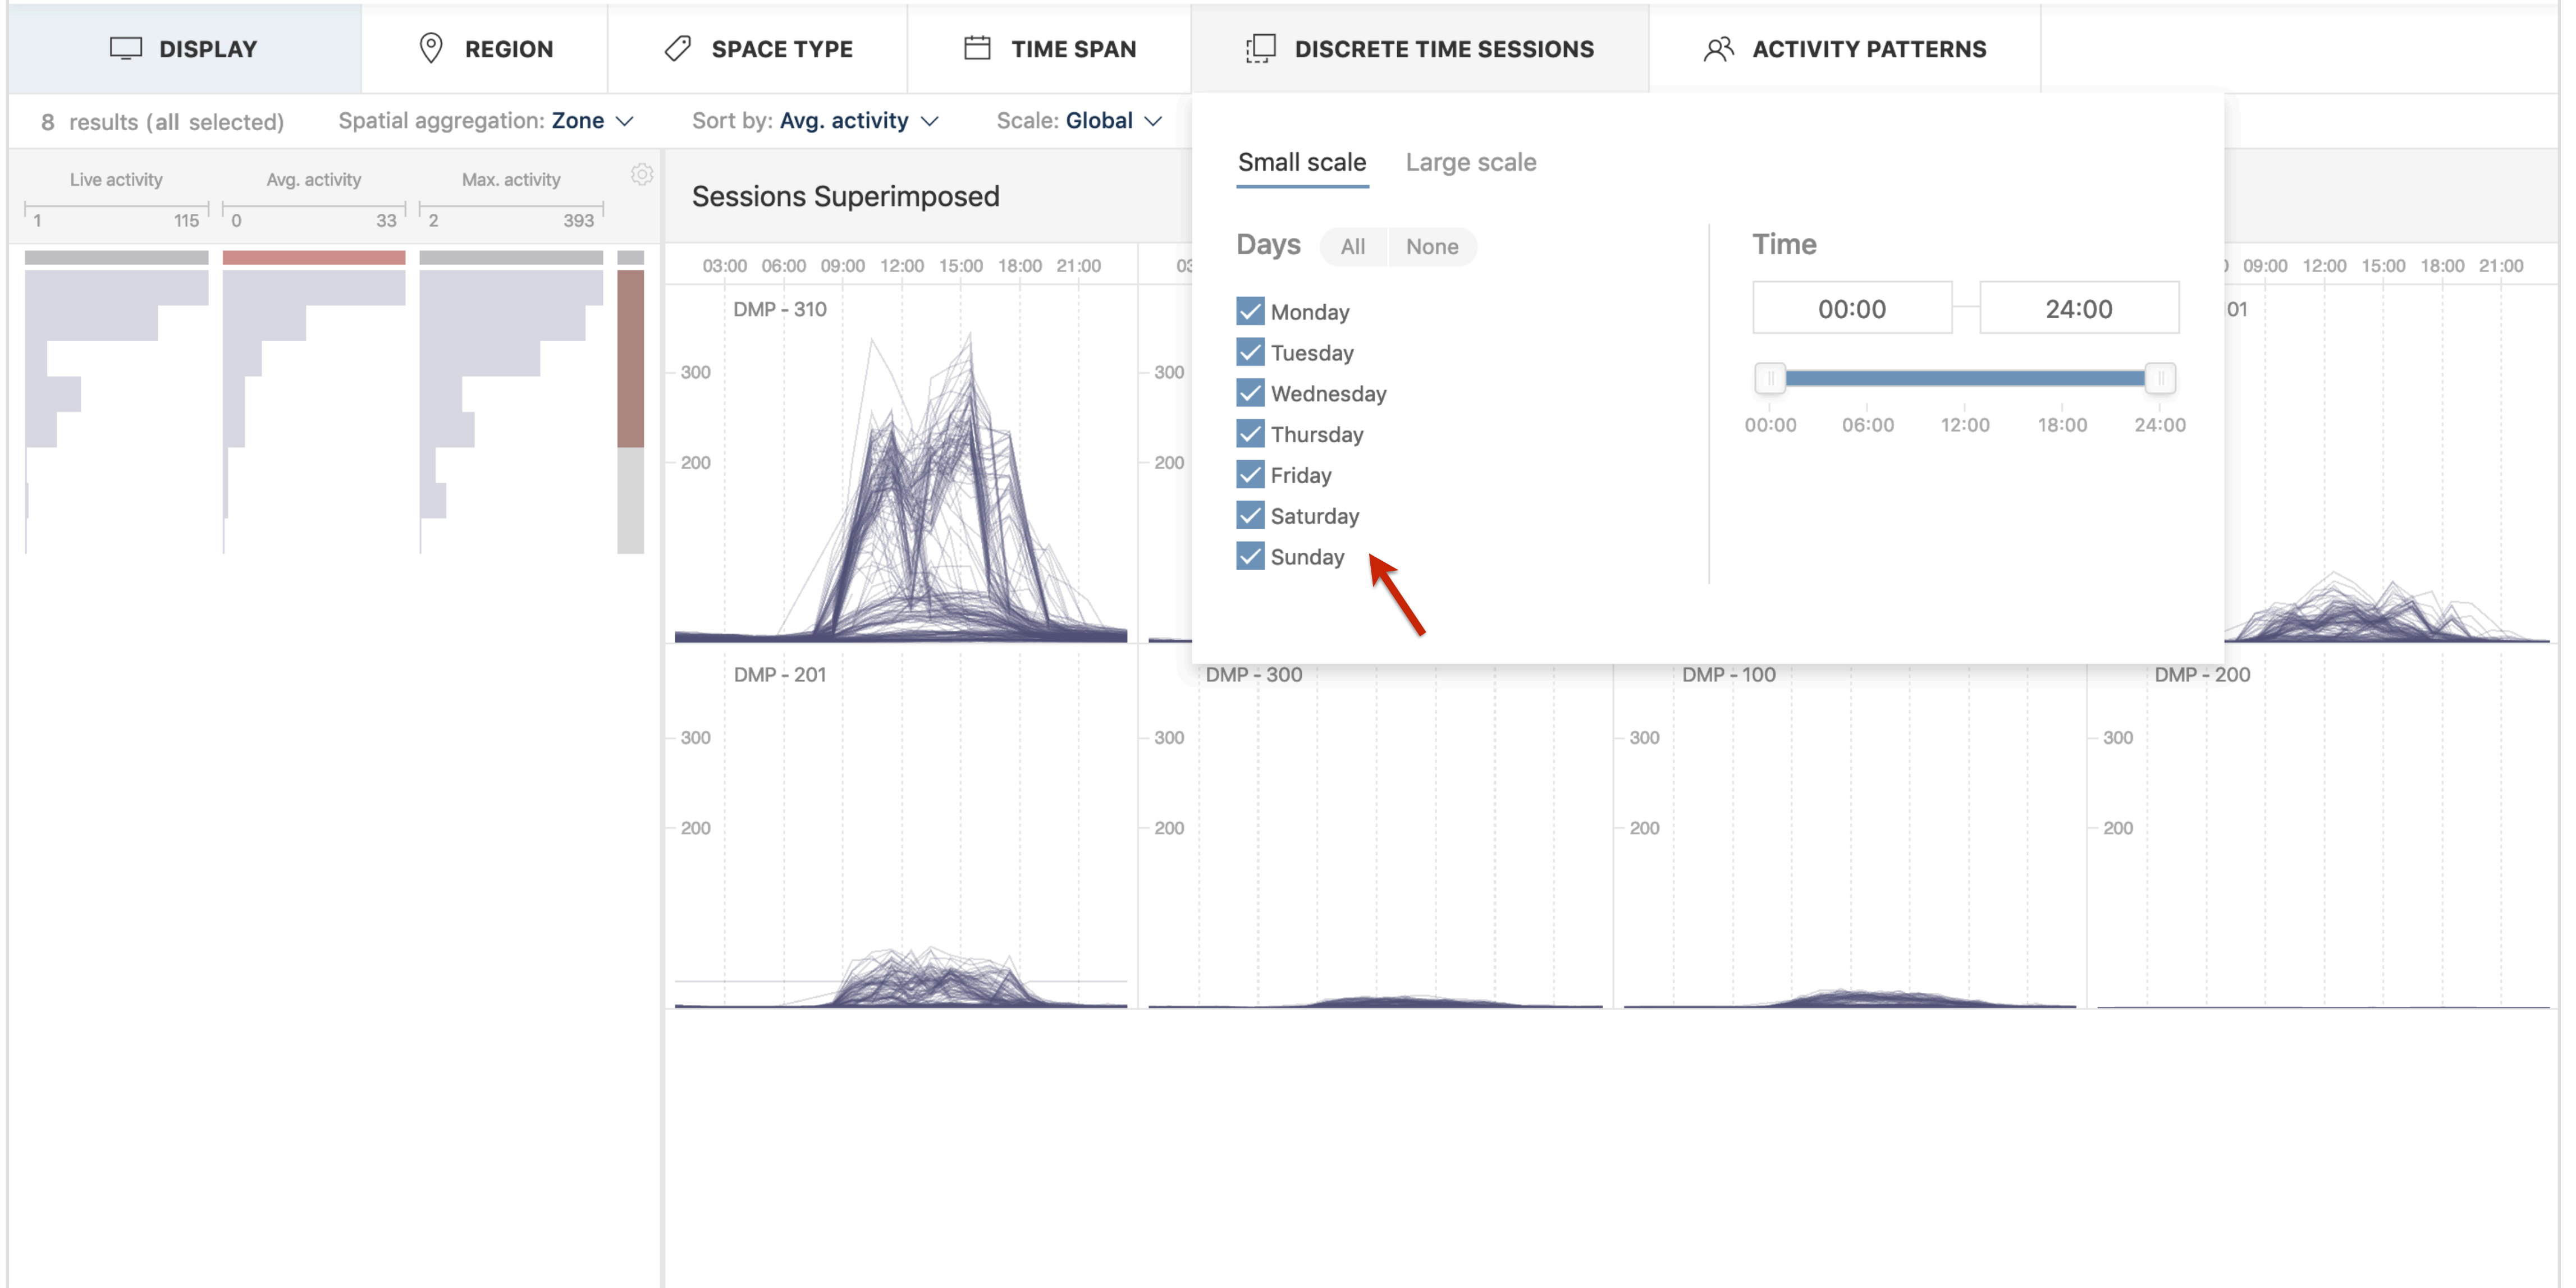 DISPLAY
REGION
SPACE TYPE
TIME SPAN
DISCRETE TIME SESSIONS
ACTIVITY PATTERNS
8 results (all selected)
Spatial aggregation: Zone
Sort by: Avg. activity
Scale: Global
Live activity
1 115
Avg. activity
0 33
Max. activity
2 393
Sessions Superimposed
Small scale
Large scale
Days
All
None
Monday
Tuesday
Wednesday
Thursday
Friday
Saturday
Sunday
Time
00:00
24:00
00:00 06:00 12:00 18:00 24:00
03:00 06:00 09:00 12:00 15:00 18:00 21:00
09:00 12:00 15:00 18:00 21:00
DMP - 310
300
200
300
200
01
DMP - 201
300
200
DMP - 300
300
200
DMP - 100
300
200
DMP - 200
300
200